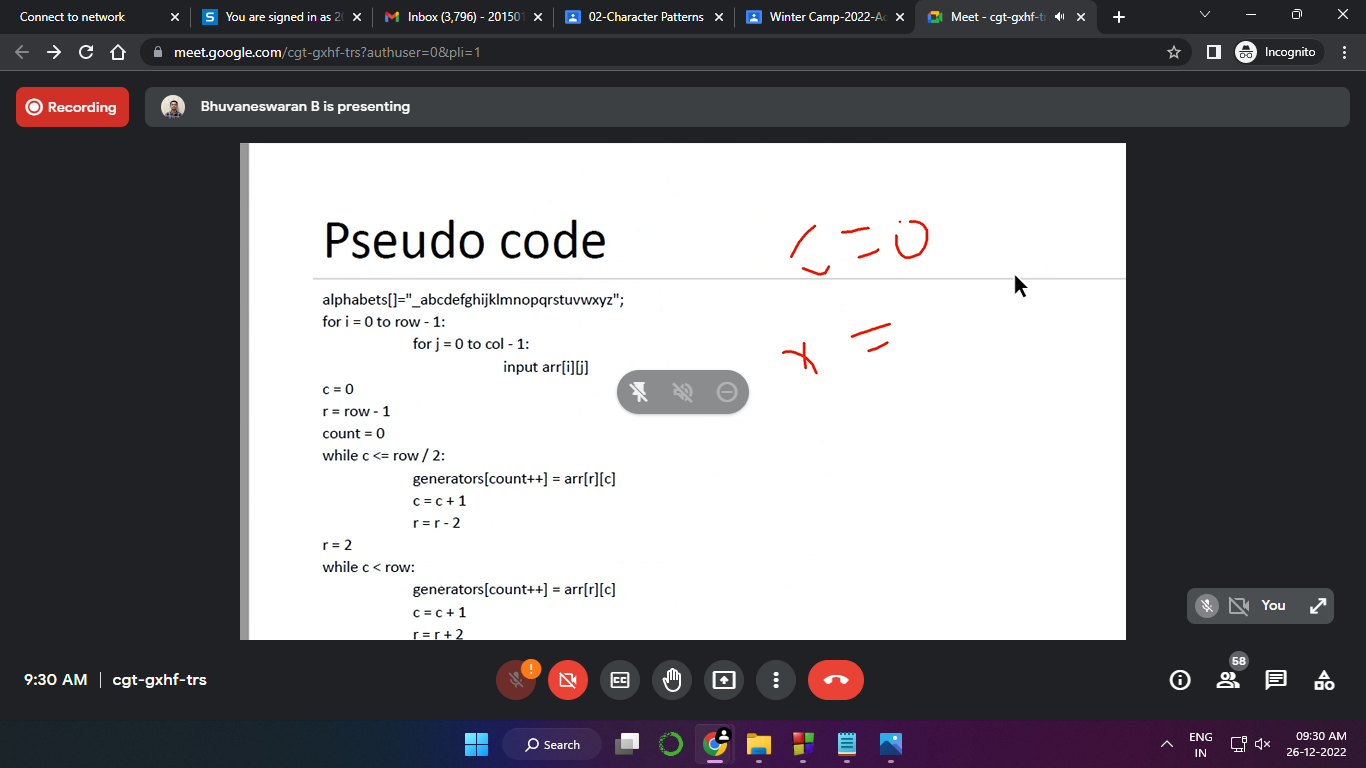 Connect to network
You are signed in as 20
Inbox (3,796) - 201501
02-Character Patterns
Winter Camp-2022-Ac
Meet - cgt-gxhf-tr
meet.google.com/cgt-gxhf-trs?authuser=0&pli=1
Incognito
Recording
Bhuvaneswaran B is presenting
Pseudo code
c = 0
alphabets[]="_abcdefghijklmnopqrstuvwxyz";
for i = 0 to row - 1:
for j = 0 to col - 1:
=
input arr[i][j]
c = 0
r = row - 1
count = 0
while c <= row / 2:
generators[count++] = arr[r][c]
c = c + 1
r = r - 2
r = 2
while c < row:
generators[count++] = arr[r][c]
c = c + 1
r = r + 2
You
9:30 AM | cgt-gxhf-trs
58
Search
ENG
IN
09:30 AM
26-12-2022